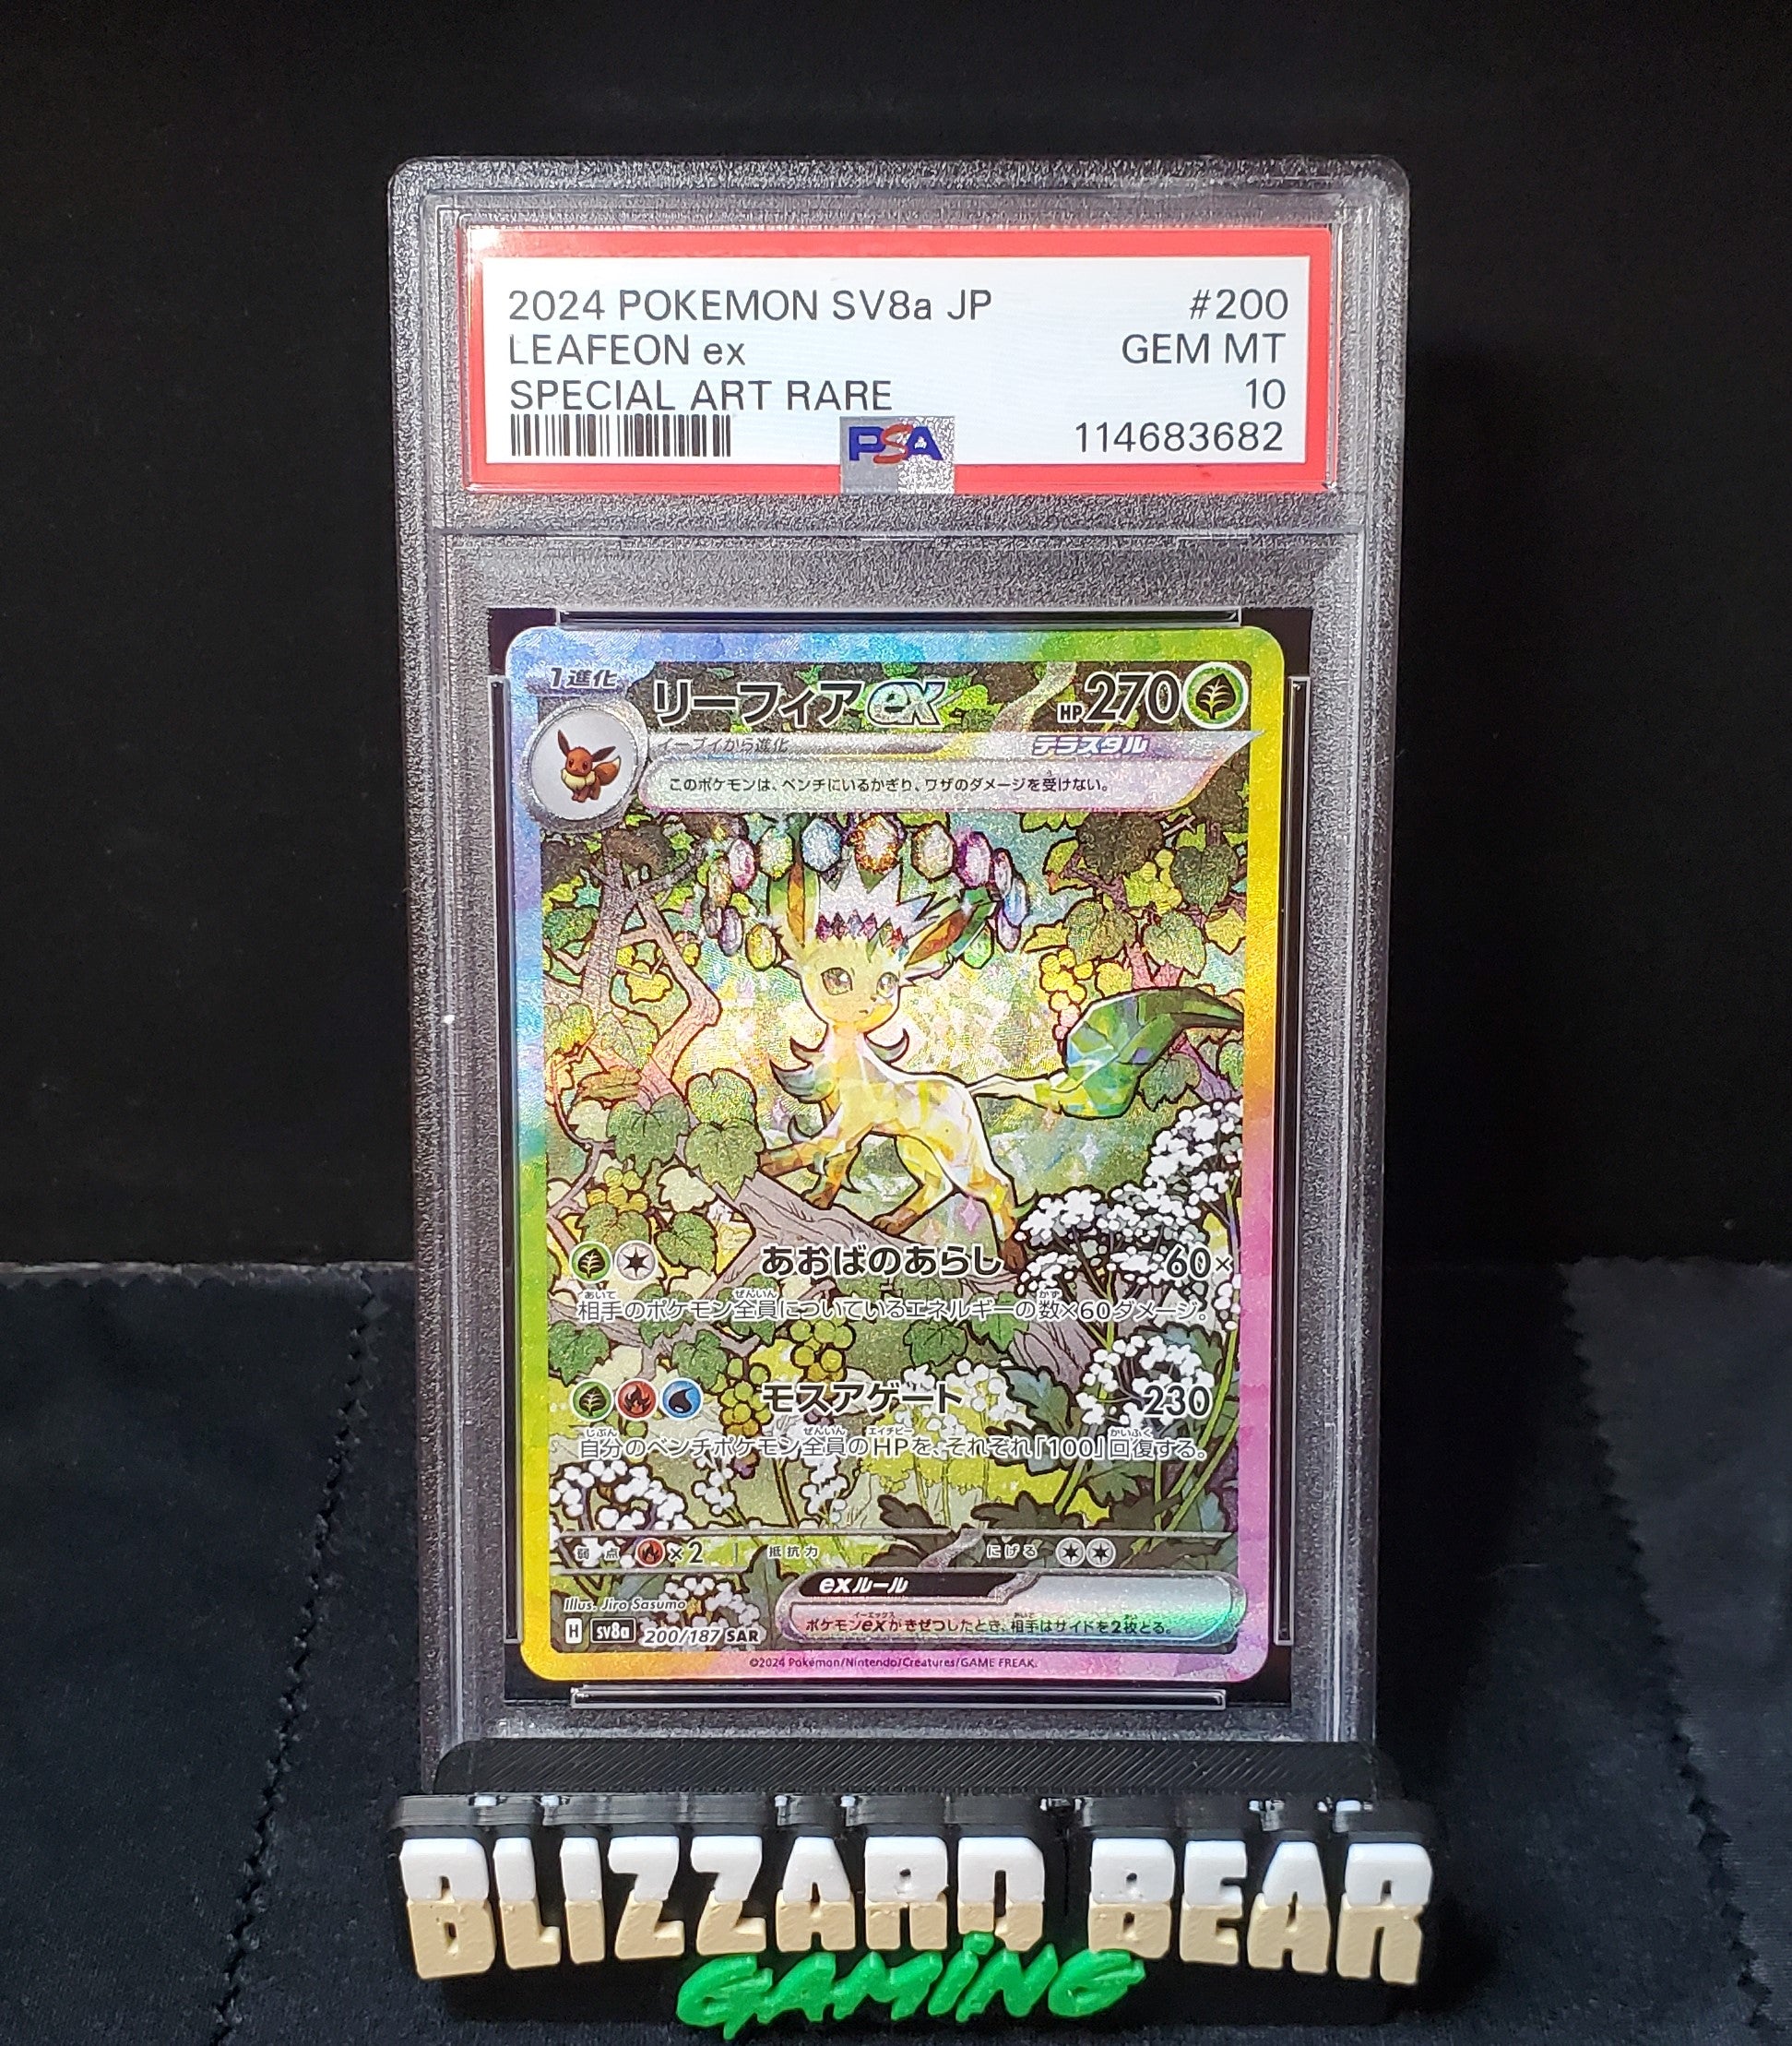 2024 POKEMON SV8a JP #200
LEAFEON ex GEM MT
SPECIAL ART RARE 10
PSA 114683682
1進化 リーフィアex HP270
イーブイから進化 テラスタル
このポケモンは、ベンチにいるかぎり、ワザのダメージを受けない。
あおばのあらし 60×
相手のポケモン全員についているエネルギーの数×60ダメージ。
モスアゲート 230
自分のベンチポケモン全員のHPを、それぞれ「100」回復する。
弱点 ×2 抵抗力 にげる
exルール
ポケモンexがきぜつしたとき、相手はサイドを2枚とる。
Illus. Jiro Sasumo
H sv8a 200/187 SAR
©2024 Pokémon/Nintendo/Creatures/GAME FREAK.
BLIZZARD BEAR
GAMING